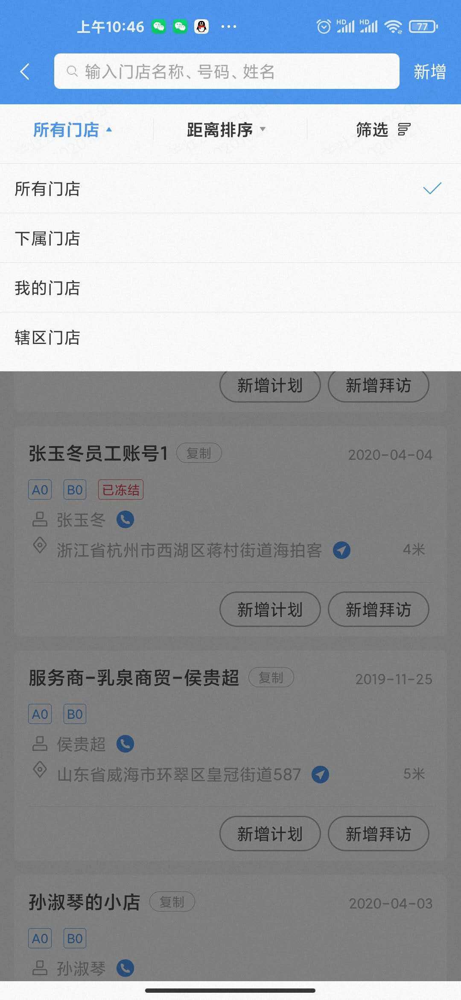 上午10:46 ... HD HD 77
输入门店名称、号码、姓名 新增
所有门店 距离排序 筛选
所有门店
下属门店
我的门店
辖区门店
新增计划 新增拜访
张玉冬员工账号1 复制 2020-04-04
A0 B0 已冻结
张玉冬
浙江省杭州市西湖区蒋村街道海拍客 4米
新增计划 新增拜访
服务商-乳泉商贸-侯贵超 复制 2019-11-25
A0 B0
侯贵超
山东省威海市环翠区皇冠街道587 5米
新增计划 新增拜访
孙淑琴的小店 复制 2020-04-03
A0 B0
孙淑琴